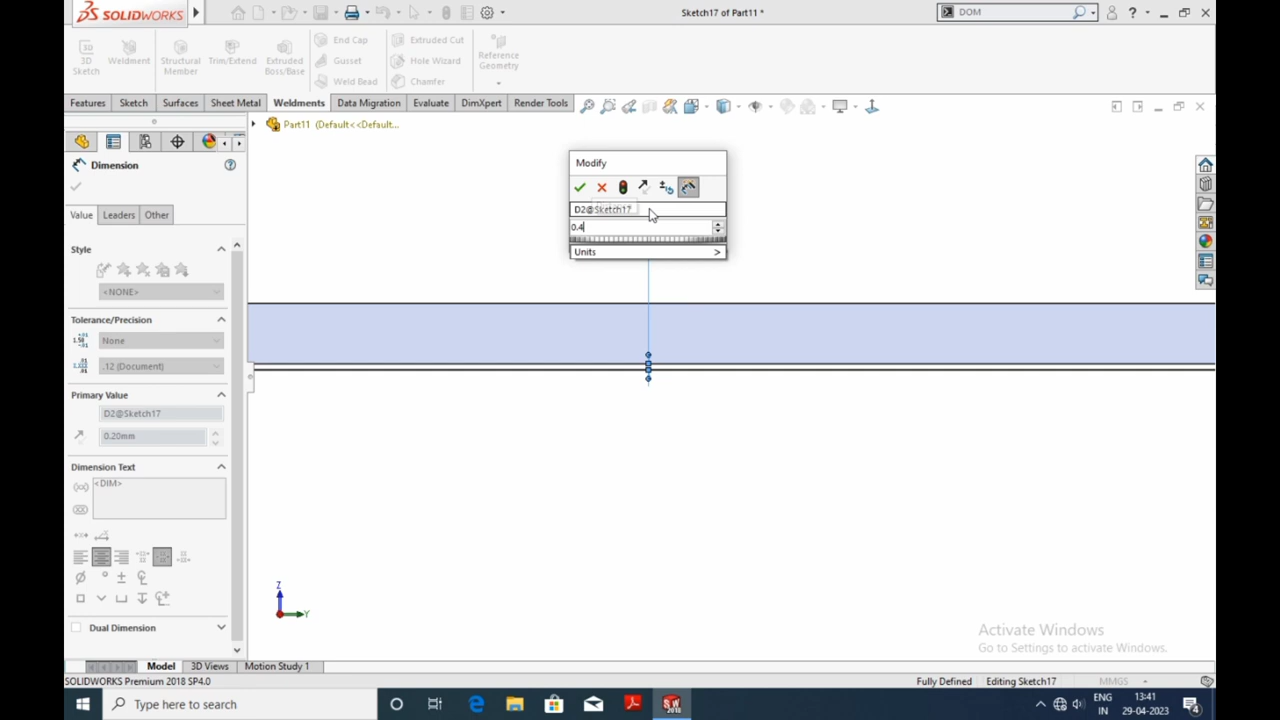 SOLIDWORKS
Sketch17 of Part11 *
DOM
3D Sketch
Weldment
Structural Member
Trim/Extend
Extruded Boss/Base
End Cap
Gusset
Weld Bead
Extruded Cut
Hole Wizard
Chamfer
Reference Geometry
Features
Sketch
Surfaces
Sheet Metal
Weldments
Data Migration
Evaluate
DimXpert
Render Tools
Part11 (Default<<Default...
Dimension
Value
Leaders
Other
Style
<NONE>
Tolerance/Precision
None
.12 (Document)
Primary Value
D2@Sketch17
0.20mm
Dimension Text
<DIM>
Dual Dimension
Modify
D2@Sketch17
0.4
Units
>
Z
Y
Activate Windows
Go to Settings to activate Windows.
Model
3D Views
Motion Study 1
SOLIDWORKS Premium 2018 SP4.0
Fully Defined
Editing Sketch17
MMGS
Type here to search
ENG
IN
13:41
29-04-2023